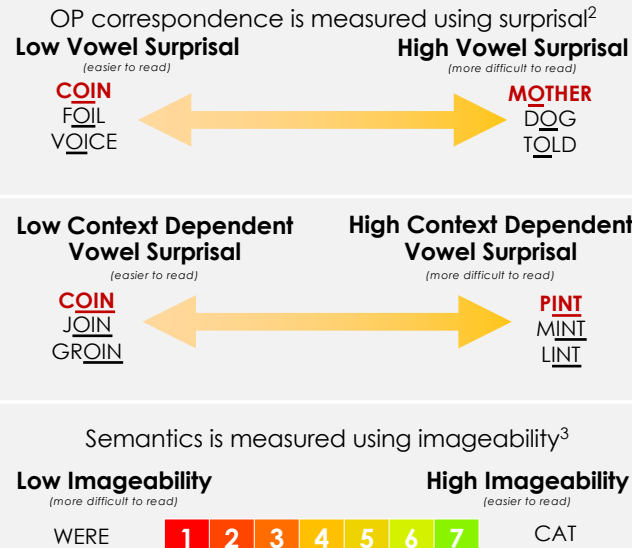 OP correspondence is measured using surprisal²
Low Vowel Surprisal
(easier to read)
High Vowel Surprisal
(more difficult to read)
COIN
FOIL
VOICE
MOTHER
DOG
TOLD
Low Context Dependent
Vowel Surprisal
(easier to read)
High Context Dependent
Vowel Surprisal
(more difficult to read)
COIN
JOIN
GROIN
PINT
MINT
LINT
Semantics is measured using imageability³
Low Imageability
(more difficult to read)
High Imageability
(easier to read)
WERE
1 2 3 4 5 6 7
CAT